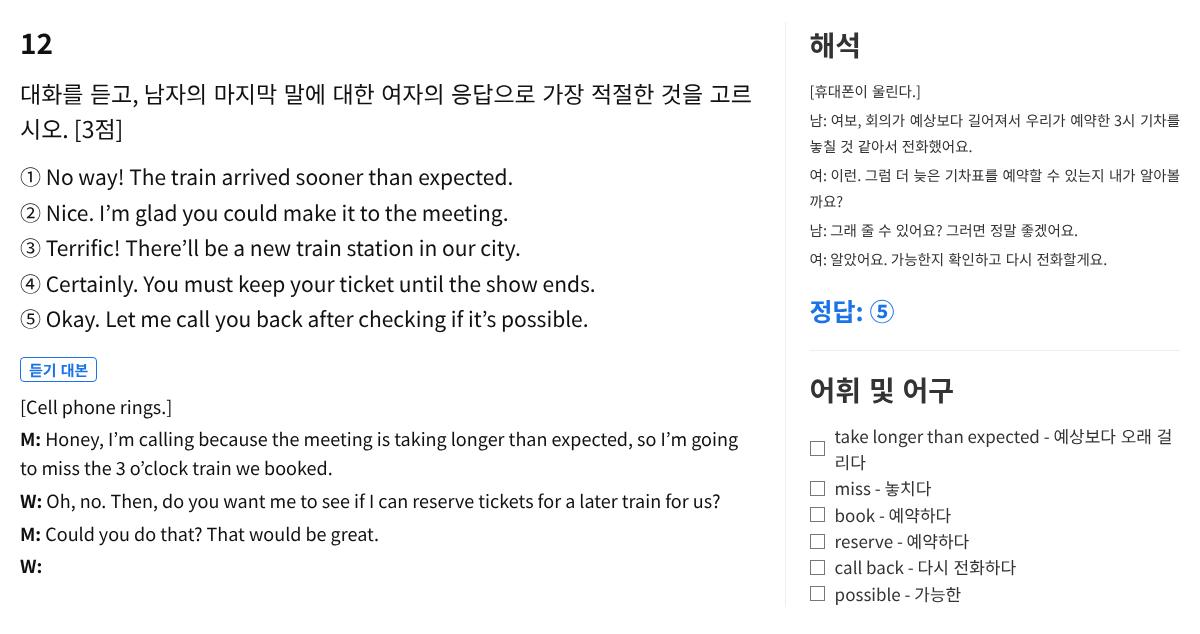 12
대화를 듣고, 남자의 마지막 말에 대한 여자의 응답으로 가장 적절한 것을 고르
시오. [3점]
① No way! The train arrived sooner than expected.
② Nice. I’m glad you could make it to the meeting.
③ Terrific! There’ll be a new train station in our city.
④ Certainly. You must keep your ticket until the show ends.
⑤ Okay. Let me call you back after checking if it’s possible.
듣기 대본
[Cell phone rings.]
M: Honey, I’m calling because the meeting is taking longer than expected, so I’m going
to miss the 3 o’clock train we booked.
W: Oh, no. Then, do you want me to see if I can reserve tickets for a later train for us?
M: Could you do that? That would be great.
W:
해석
[휴대폰이 울린다.]
남: 여보, 회의가 예상보다 길어져서 우리가 예약한 3시 기차를
놓칠 것 같아서 전화했어요.
여: 이런. 그럼 더 늦은 기차표를 예약할 수 있는지 내가 알아볼
까요?
남: 그래 줄 수 있어요? 그러면 정말 좋겠어요.
여: 알았어요. 가능한지 확인하고 다시 전화할게요.
정답: ⑤
어휘 및 어구
take longer than expected - 예상보다 오래 걸
리다
miss - 놓치다
book - 예약하다
reserve - 예약하다
call back - 다시 전화하다
possible - 가능한